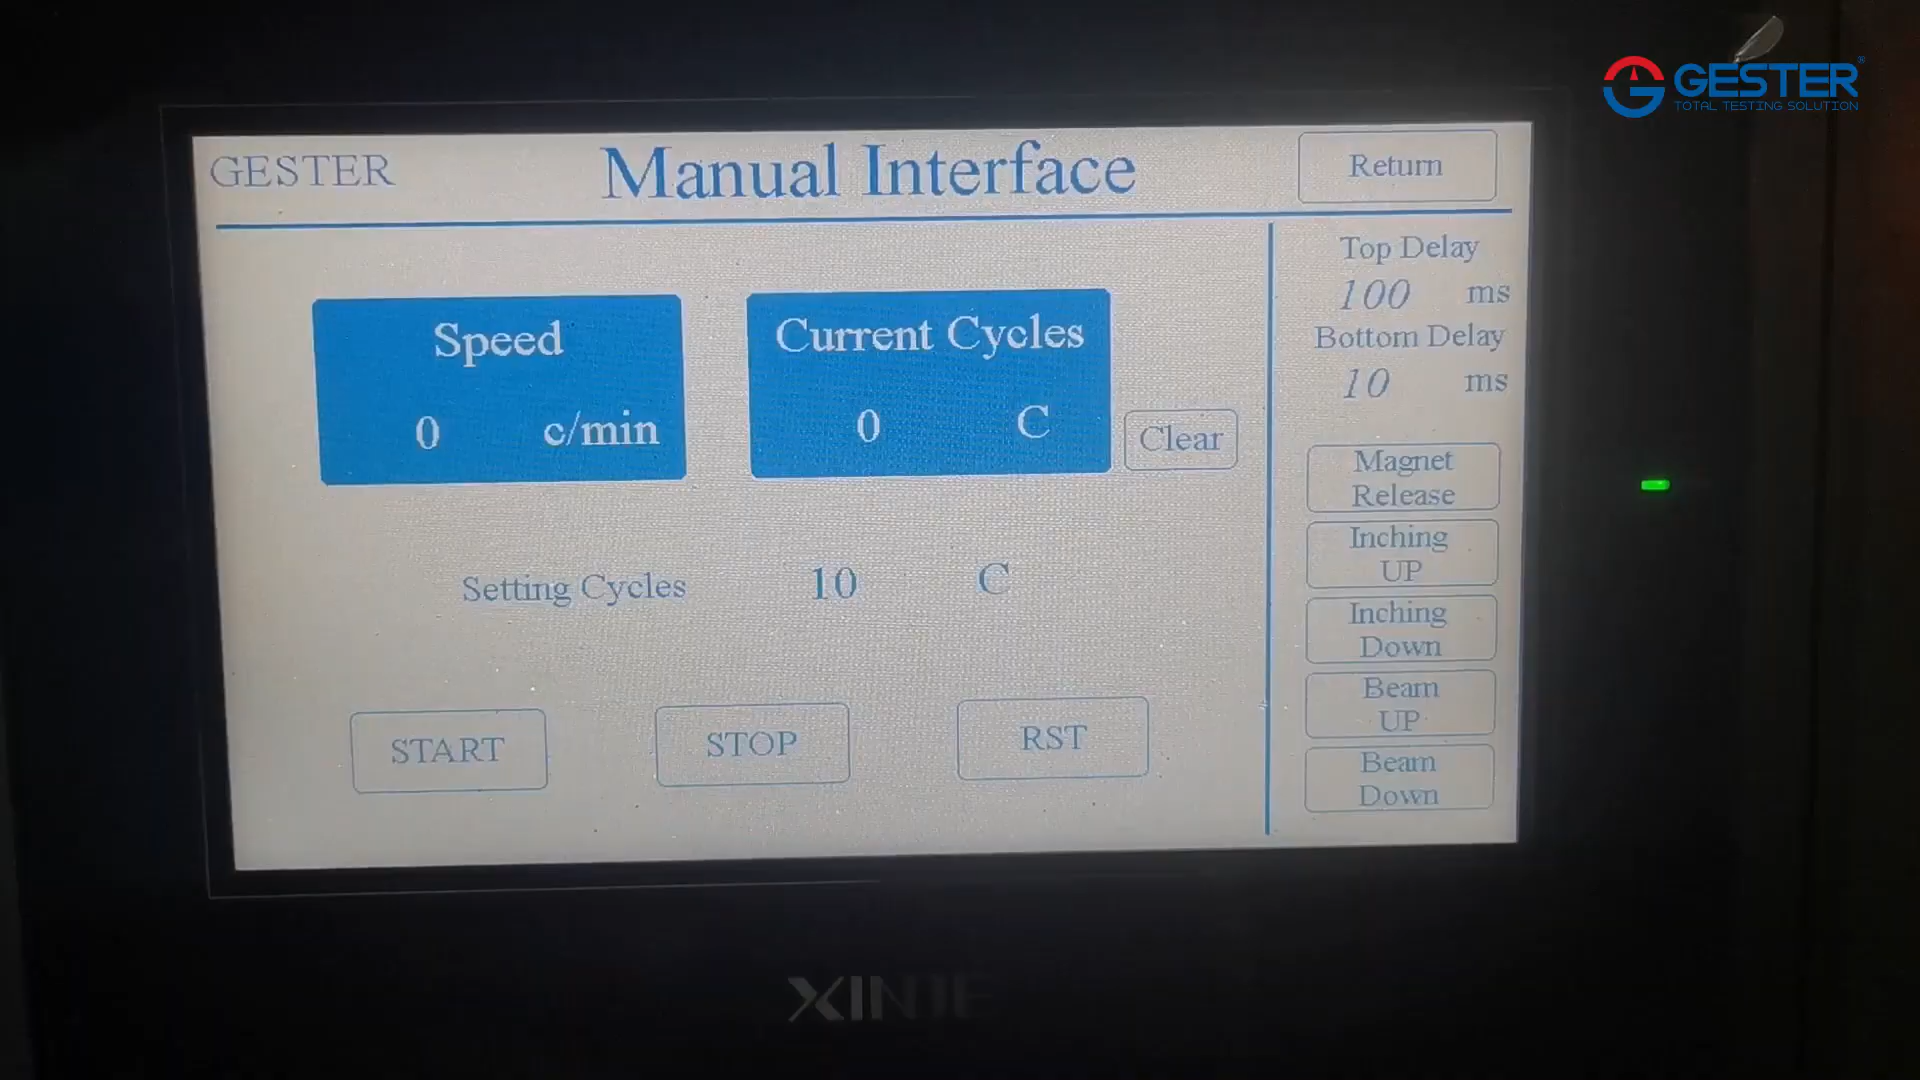 GESTER
TOTAL TESTING SOLUTION
GESTER
Manual Interface
Return
Speed
0 c/min
Current Cycles
0 C
Clear
Setting Cycles 10 C
START
STOP
RST
Top Delay
100 ms
Bottom Delay
10 ms
Magnet
Release
Inching
UP
Inching
Down
Beam
UP
Beam
Down
XINJE